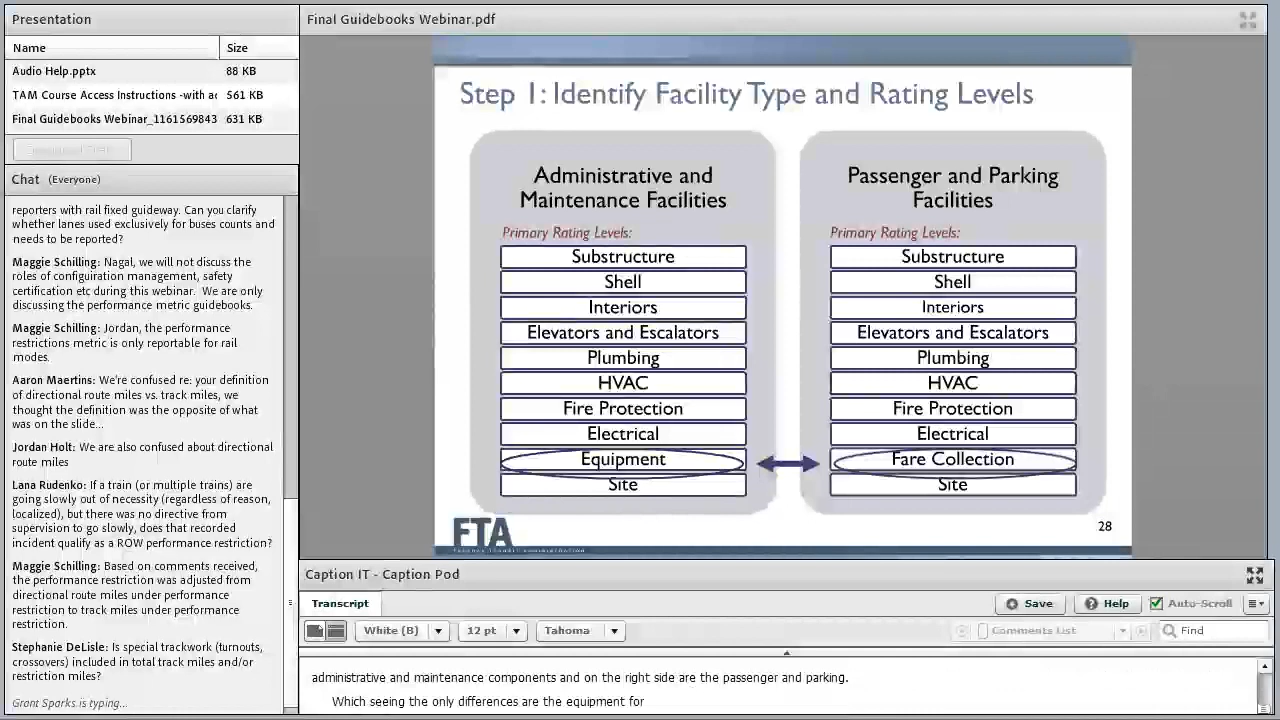 Presentation
Name Size
Audio Help.pptx 88 KB
TAM Course Access Instructions -with ac 561 KB
Final Guidebooks Webinar_1161569843 631 KB
Chat (Everyone)
reporters with rail fixed guideway. Can you clarify
whether lanes used exclusively for buses counts and
needs to be reported?
Maggie Schilling: Nagal, we will not discuss the
roles of configuiration management, safety
certification etc during this webinar. We are only
discussing the performance metric guidebooks.
Maggie Schilling: Jordan, the performance
restrictions metric is only reportable for rail
modes.
Aaron Maertins: We're confused re: your definition
of directional route miles vs. track miles, we
thought the definition was the opposite of what
was on the slide...
Jordan Holt: We are also confused about directional
route miles
Lana Rudenko: If a train (or multiple trains) are
going slowly out of necessity (regardless of reason,
localized), but there was no directive from
supervision to go slowly, does that recorded
incident qualify as a ROW performance restriction?
Maggie Schilling: Based on comments received,
the performance restriction was adjusted from
directional route miles under performance
restriction to track miles under performance
restriction.
Stephanie DeLisle: Is special trackwork (turnouts,
crossovers) included in total track miles and/or
restriction miles?
Grant Sparks is typing...
Final Guidebooks Webinar.pdf
Step 1: Identify Facility Type and Rating Levels
Administrative and
Maintenance Facilities
Primary Rating Levels:
Substructure
Shell
Interiors
Elevators and Escalators
Plumbing
HVAC
Fire Protection
Electrical
Equipment
Site
Passenger and Parking
Facilities
Primary Rating Levels:
Substructure
Shell
Interiors
Elevators and Escalators
Plumbing
HVAC
Fire Protection
Electrical
Fare Collection
Site
FTA
28
Caption IT - Caption Pod
Transcript Save Help Auto-Scroll
White (B) 12 pt Tahoma Comments List Find
administrative and maintenance components and on the right side are the passenger and parking.
Which seeing the only differences are the equipment for